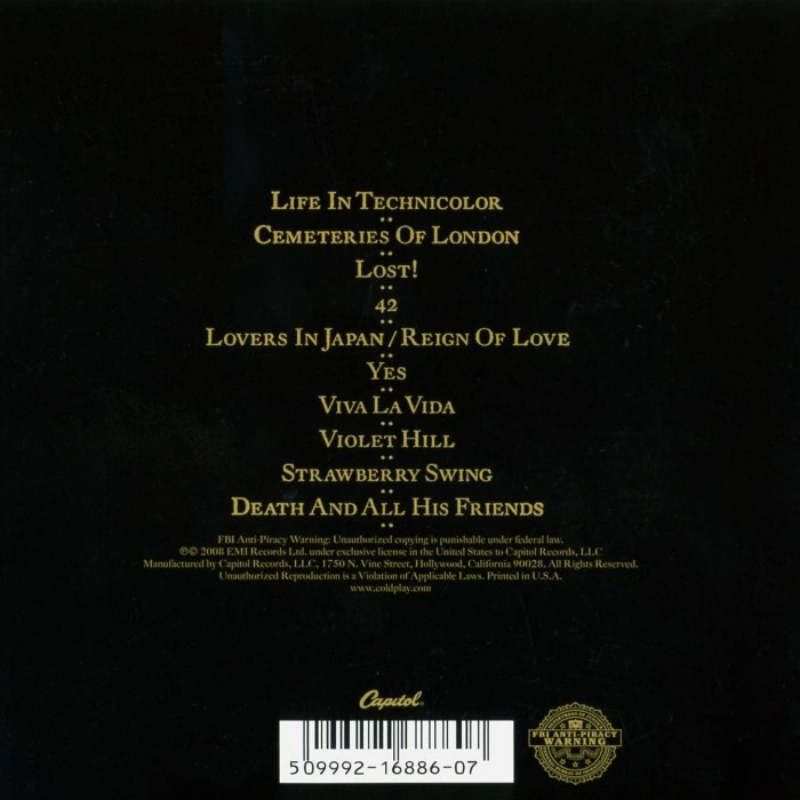 Life In Technicolor
Cemeteries Of London
Lost!
42
Lovers In Japan / Reign Of Love
Yes
Viva La Vida
Violet Hill
Strawberry Swing
Death And All His Friends
FBI Anti-Piracy Warning: Unauthorized copying is punishable under federal law.
℗© 2008 EMI Records Ltd. under exclusive license in the United States to Capitol Records, LLC
Manufactured by Capitol Records, LLC, 1750 N. Vine Street, Hollywood, California 90028. All Rights Reserved.
Unauthorized Reproduction is a Violation of Applicable Laws. Printed in U.S.A.
www.coldplay.com
Capitol®
FBI ANTI-PIRACY
WARNING
509992-16886-07